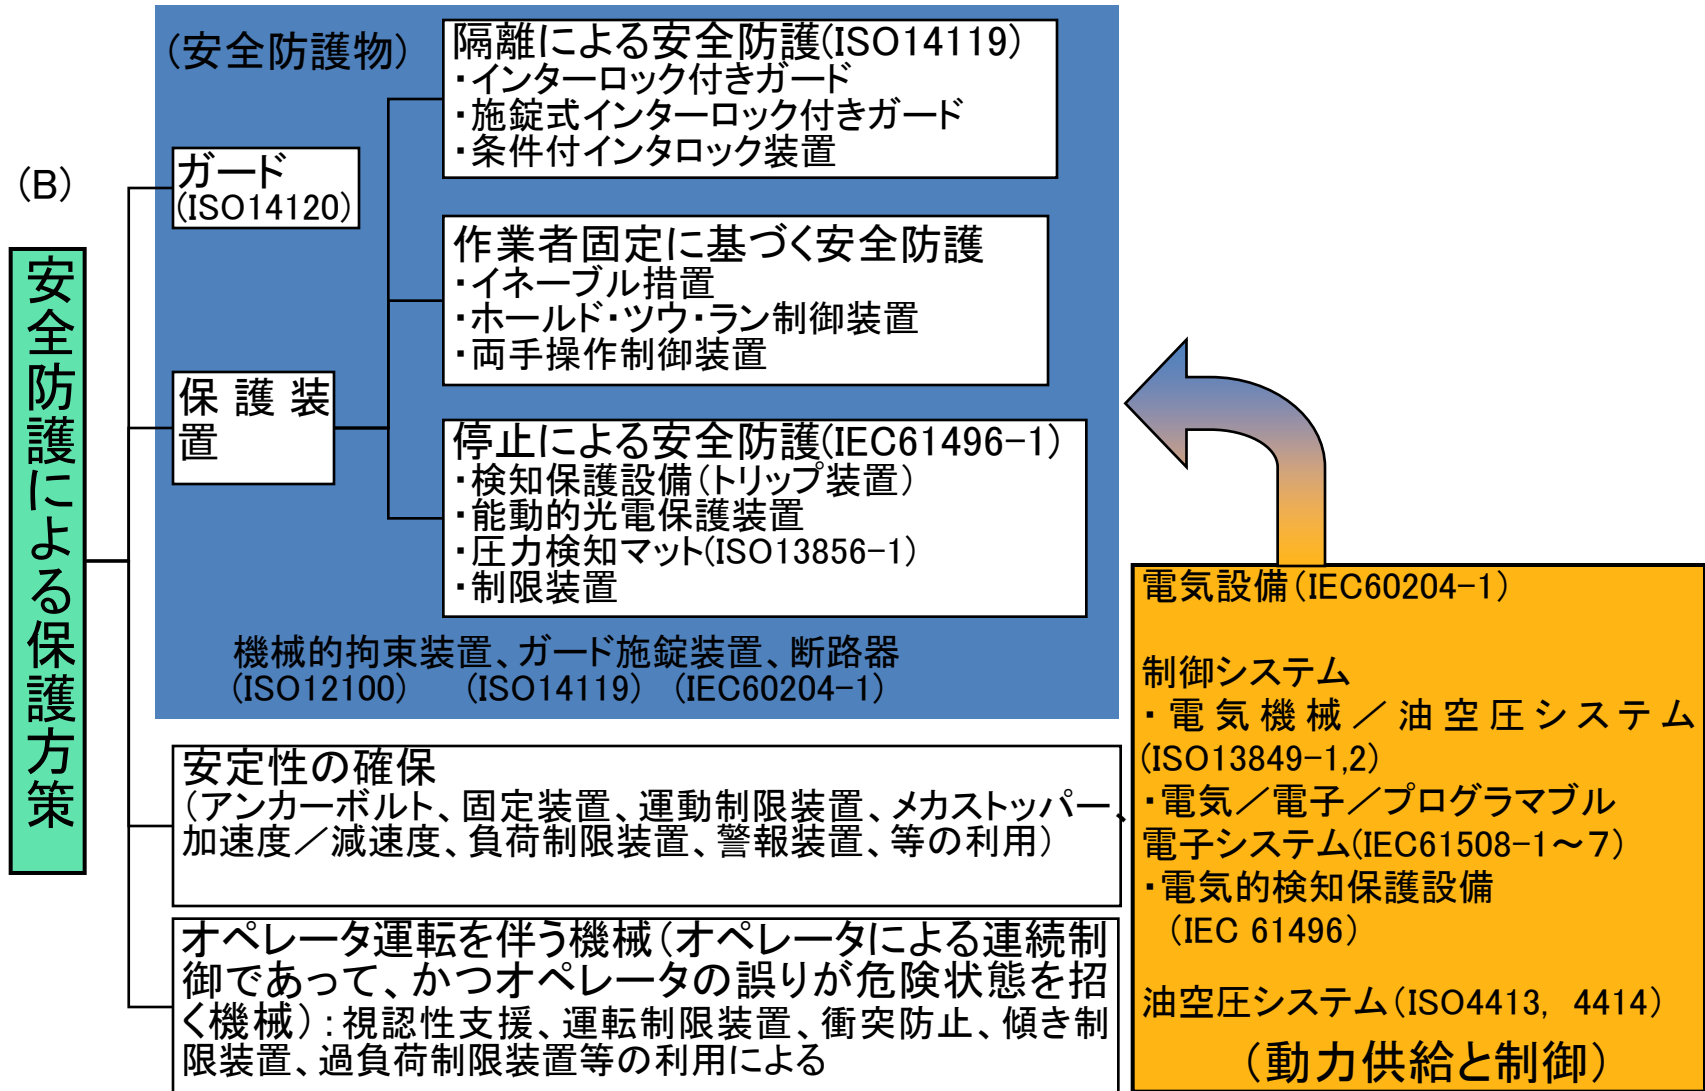 (B)
安全防護による保護方策
(安全防護物)
ガード
(ISO14120)
保護装
置
隔離による安全防護(ISO14119)
・インターロック付きガード
・施錠式インターロック付きガード
・条件付インタロック装置
作業者固定に基づく安全防護
・イネーブル措置
・ホールド・ツウ・ラン制御装置
・両手操作制御装置
停止による安全防護(IEC61496-1)
・検知保護設備(トリップ装置)
・能動的光電保護装置
・圧力検知マット(ISO13856-1)
・制限装置
機械的拘束装置、ガード施錠装置、断路器
(ISO12100) (ISO14119) (IEC60204-1)
安定性の確保
(アンカーボルト、固定装置、運動制限装置、メカストッパー、
加速度/減速度、負荷制限装置、警報装置、等の利用)
オペレータ運転を伴う機械(オペレータによる連続制
御であって、かつオペレータの誤りが危険状態を招
く機械):視認性支援、運転制限装置、衝突防止、傾き制
限装置、過負荷制限装置等の利用による
電気設備(IEC60204-1)
制御システム
・電気機械/油空圧システム
(ISO13849-1,2)
・電気/電子/プログラマブル
電子システム(IEC61508-1~7)
・電気的検知保護設備
(IEC 61496)
油空圧システム(ISO4413, 4414)
(動力供給と制御)